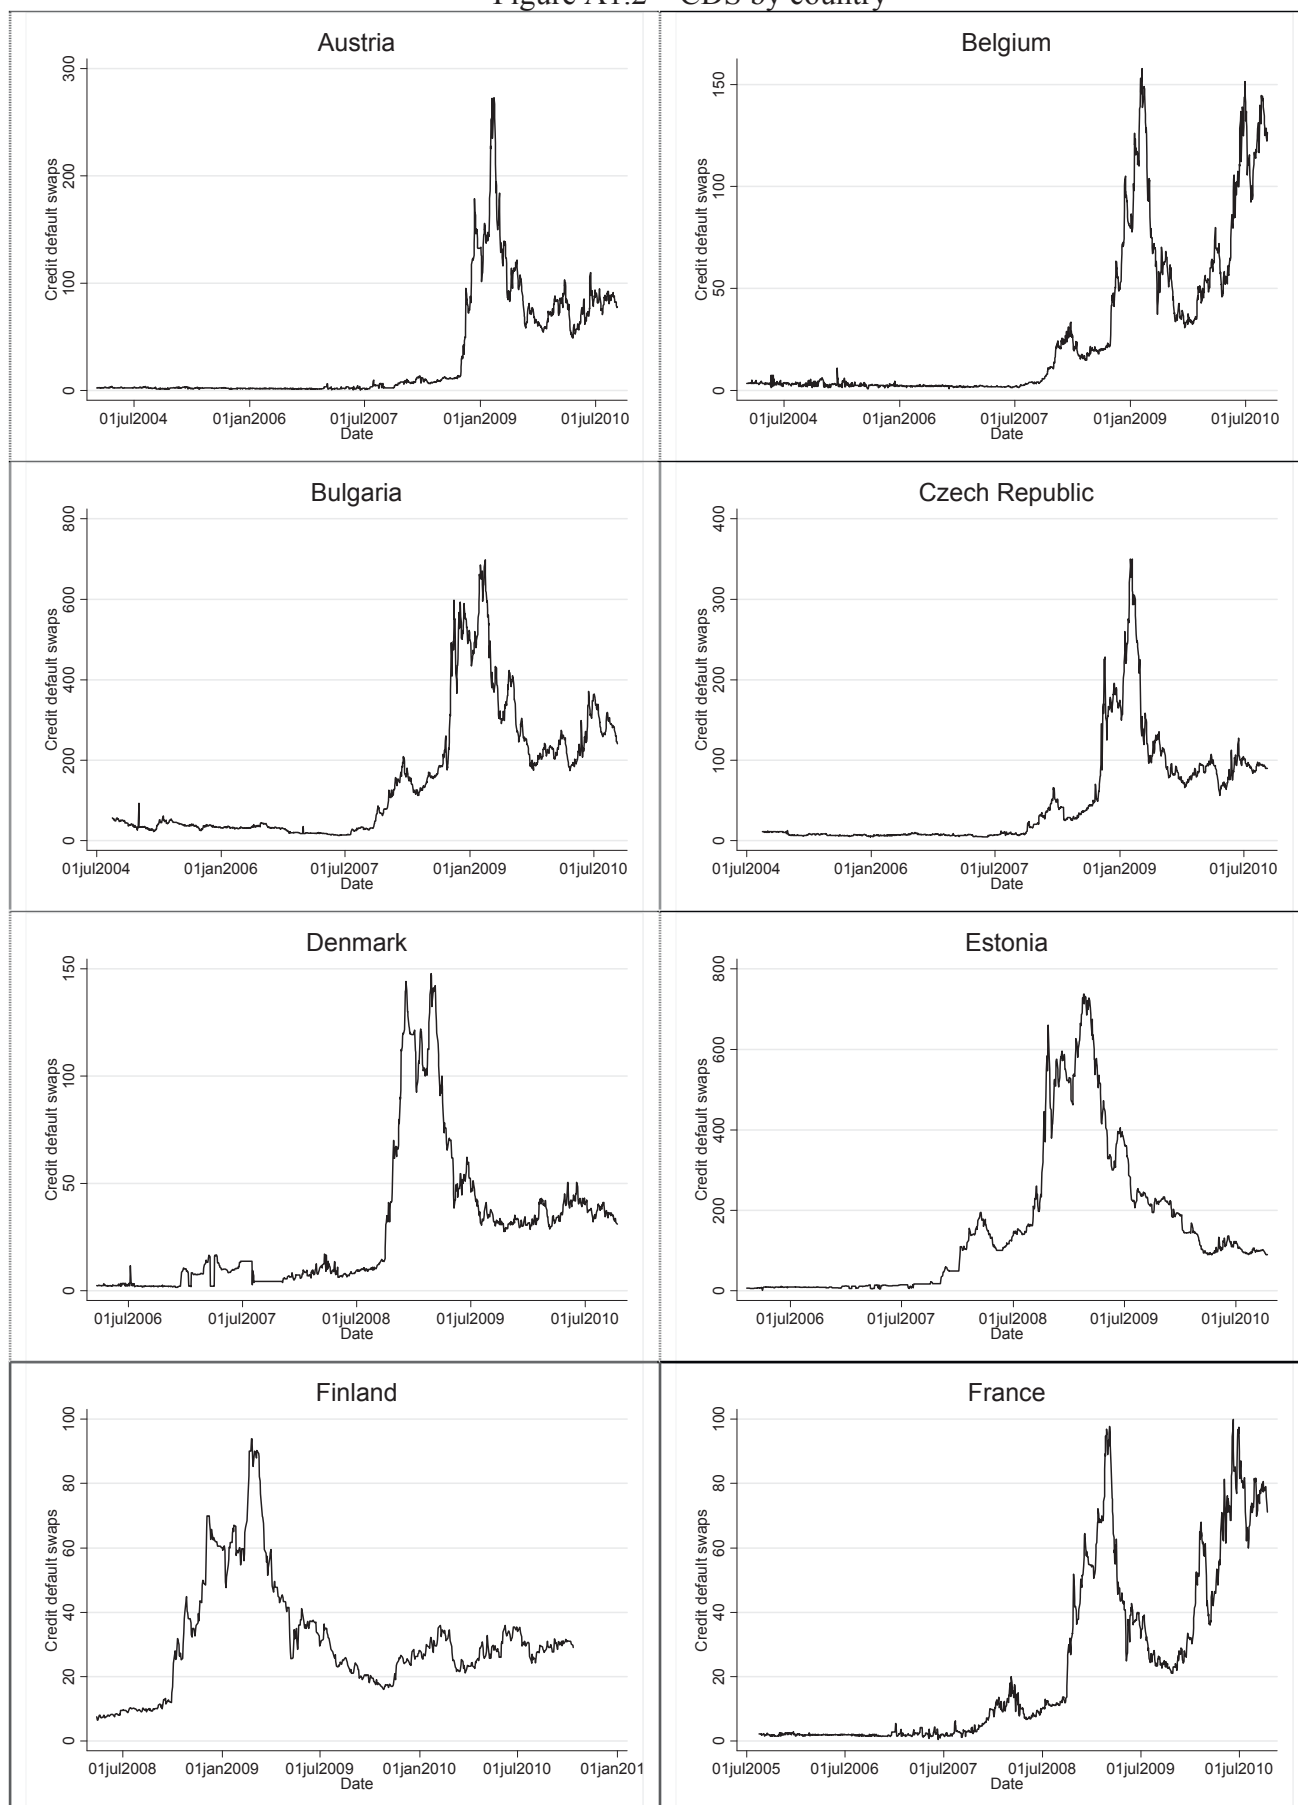 Figure A1.2 – CDS by country
Austria
Credit default swaps
0 100 200 300
01jul2004 01jan2006 01jul2007 01jan2009 01jul2010
Date
Belgium
Credit default swaps
0 50 100 150
01jul2004 01jan2006 01jul2007 01jan2009 01jul2010
Date
Bulgaria
Credit default swaps
0 200 400 600 800
01jul2004 01jan2006 01jul2007 01jan2009 01jul2010
Date
Czech Republic
Credit default swaps
0 100 200 300 400
01jul2004 01jan2006 01jul2007 01jan2009 01jul2010
Date
Denmark
Credit default swaps
0 50 100 150
01jul2006 01jul2007 01jul2008 01jul2009 01jul2010
Date
Estonia
Credit default swaps
0 200 400 600 800
01jul2006 01jul2007 01jul2008 01jul2009 01jul2010
Date
Finland
Credit default swaps
0 20 40 60 80 100
01jul2008 01jan2009 01jul2009 01jan2010 01jul2010 01jan201
Date
France
Credit default swaps
0 20 40 60 80 100
01jul2005 01jul2006 01jul2007 01jul2008 01jul2009 01jul2010
Date